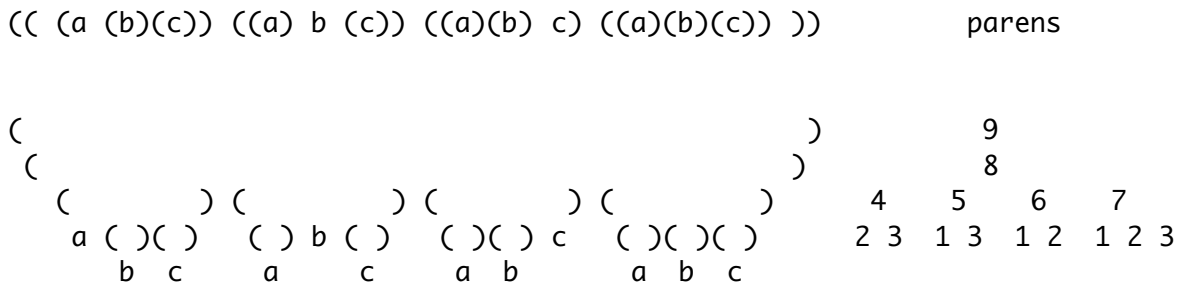 (( (a (b)(c)) ((a) b (c)) ((a)(b) c) ((a)(b)(c)) ))          parens
(                                                 )          9
 (                                               )           8
   (        ) (         ) (        ) (         )      4    5    6    7
    a ( )( )   ( ) b ( )   ( )( ) c   ( )( )( )      2 3  1 3  1 2  1 2 3
       b  c     a     c     a  b       a  b  c